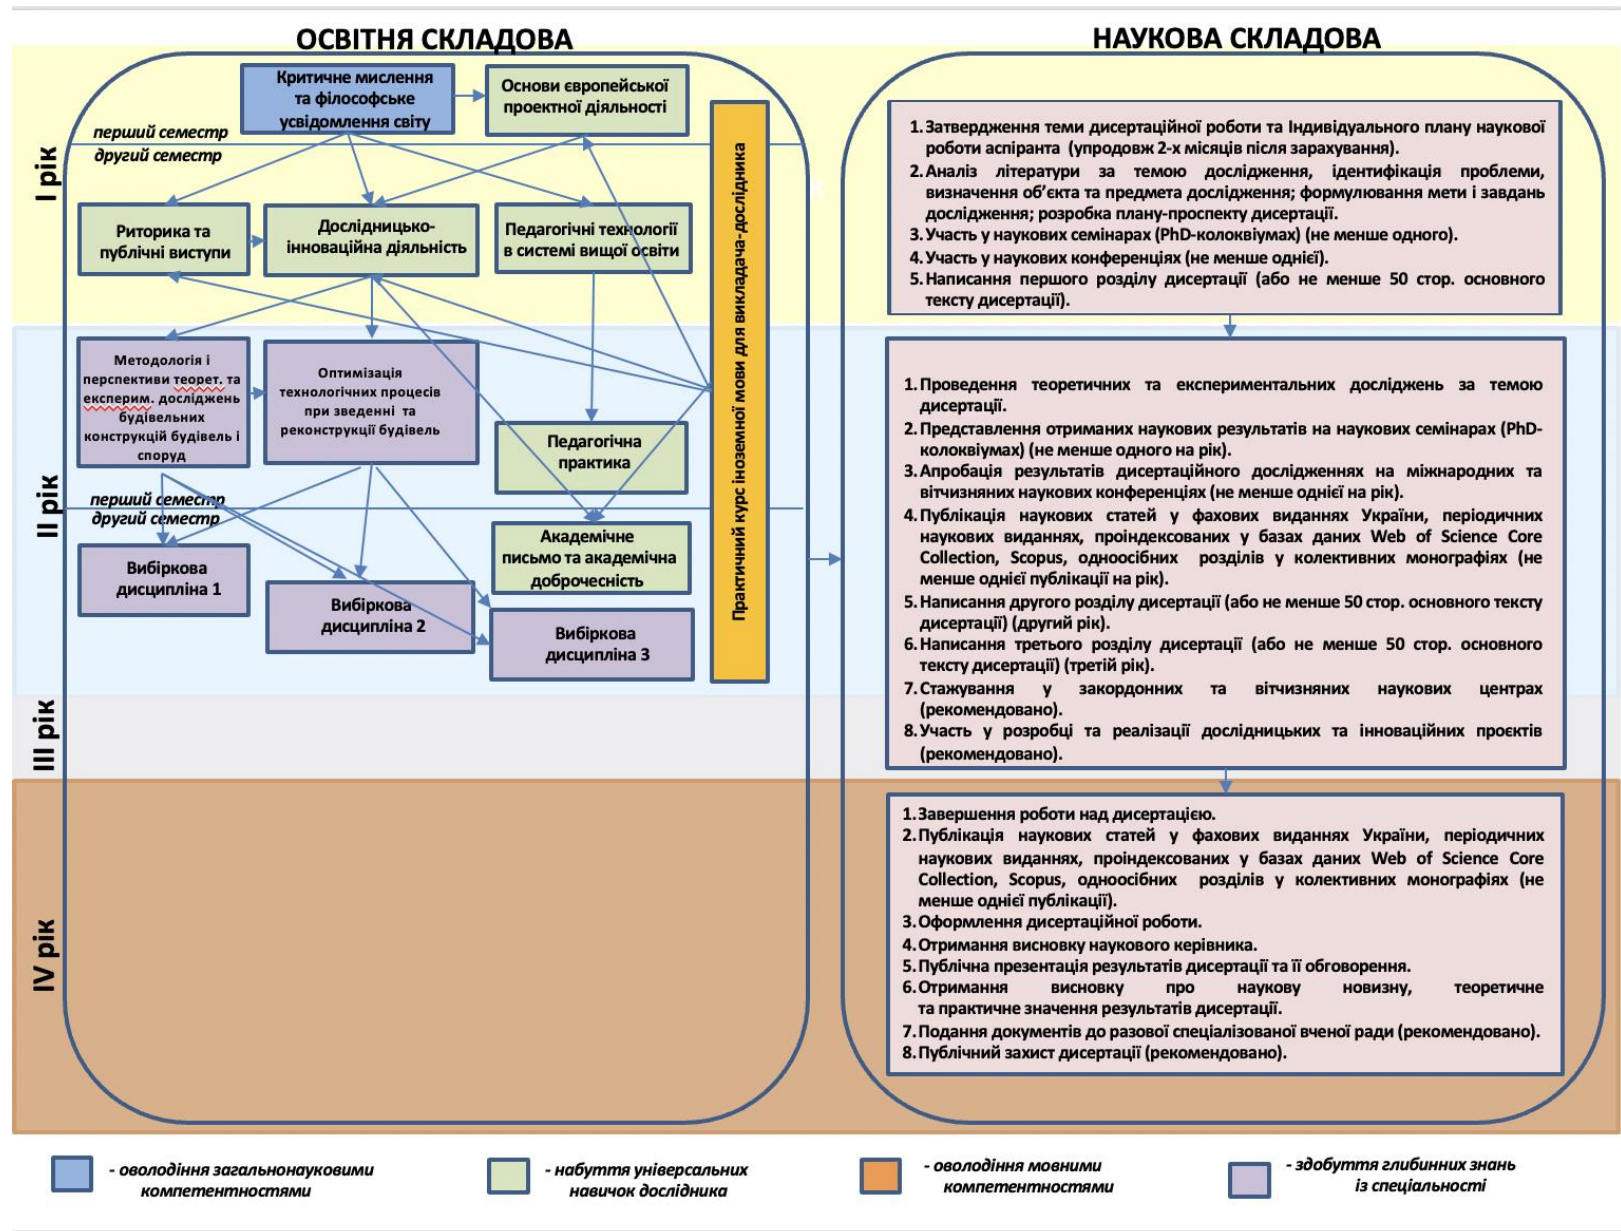 ОСВІТНЯ СКЛАДОВА
НАУКОВА СКЛАДОВА
І рік
Критичне мислення
та філософське
усвідомлення світу
Основи європейської
проектної діяльності
перший семестр
другий семестр
Риторика та
публічні виступи
Дослідницько-
інноваційна діяльність
Педагогічні технології
в системі вищої освіти
Практичний курс іноземної мови для викладача-дослідника
ІІ рік
Методологія і
перспективи теорет. та
експерим. досліджень
будівельних
конструкцій будівель і
споруд
Оптимізація
технологічних процесів
при зведенні та
реконструкції будівель
Педагогічна
практика
перший семестр
другий семестр
Академічне
письмо та академічна
доброчесність
Вибіркова
дисципліна 1
Вибіркова
дисципліна 2
Вибіркова
дисципліна 3
ІІІ рік
IV рік
1. Затвердження теми дисертаційної роботи та Індивідуального плану наукової
роботи аспіранта (упродовж 2-х місяців після зарахування).
2. Аналіз літератури за темою дослідження, ідентифікація проблеми,
визначення об’єкта та предмета дослідження; формулювання мети і завдань
дослідження; розробка плану-проспекту дисертації.
3. Участь у наукових семінарах (PhD-колоквіумах) (не менше одного).
4. Участь у наукових конференціях (не менше однієї).
5. Написання першого розділу дисертації (або не менше 50 стор. основного
тексту дисертації).
1. Проведення теоретичних та експериментальних досліджень за темою
дисертації.
2. Представлення отриманих наукових результатів на наукових семінарах (PhD-
колоквіумах) (не менше одного на рік).
3. Апробація результатів дисертаційного дослідженнях на міжнародних та
вітчизняних наукових конференціях (не менше однієї на рік).
4. Публікація наукових статей у фахових виданнях України, періодичних
наукових виданнях, проіндексованих у базах даних Web of Science Core
Collection, Scopus, одноосібних розділів у колективних монографіях (не
менше однієї публікації на рік).
5. Написання другого розділу дисертації (або не менше 50 стор. основного тексту
дисертації) (другий рік).
6. Написання третього розділу дисертації (або не менше 50 стор. основного
тексту дисертації) (третій рік).
7. Стажування у закордонних та вітчизняних наукових центрах
(рекомендовано).
8. Участь у розробці та реалізації дослідницьких та інноваційних проєктів
(рекомендовано).
1. Завершення роботи над дисертацією.
2. Публікація наукових статей у фахових виданнях України, періодичних
наукових виданнях, проіндексованих у базах даних Web of Science Core
Collection, Scopus, одноосібних розділів у колективних монографіях (не
менше однієї публікації).
3. Оформлення дисертаційної роботи.
4. Отримання висновку наукового керівника.
5. Публічна презентація результатів дисертації та її обговорення.
6. Отримання висновку про наукову новизну, теоретичне
та практичне значення результатів дисертації.
7. Подання документів до разової спеціалізованої вченої ради (рекомендовано).
8. Публічний захист дисертації (рекомендовано).
- оволодіння загальнонауковими
компетентностями
- набуття універсальних
навичок дослідника
- оволодіння мовними
компетентностями
- здобуття глибинних знань
із спеціальності